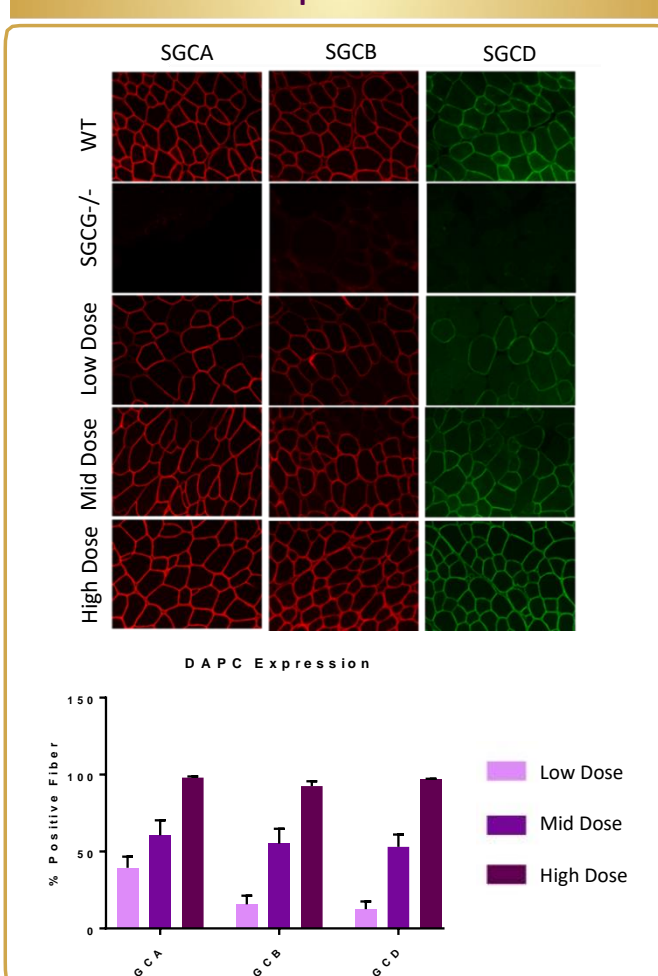 SGCA SGCB SGCD
WT
SGCG-/-
Low Dose
Mid Dose
High Dose
DAPC Expression
% Positive Fiber
150
100
50
0
GCA GCB GCD
Low Dose
Mid Dose
High Dose